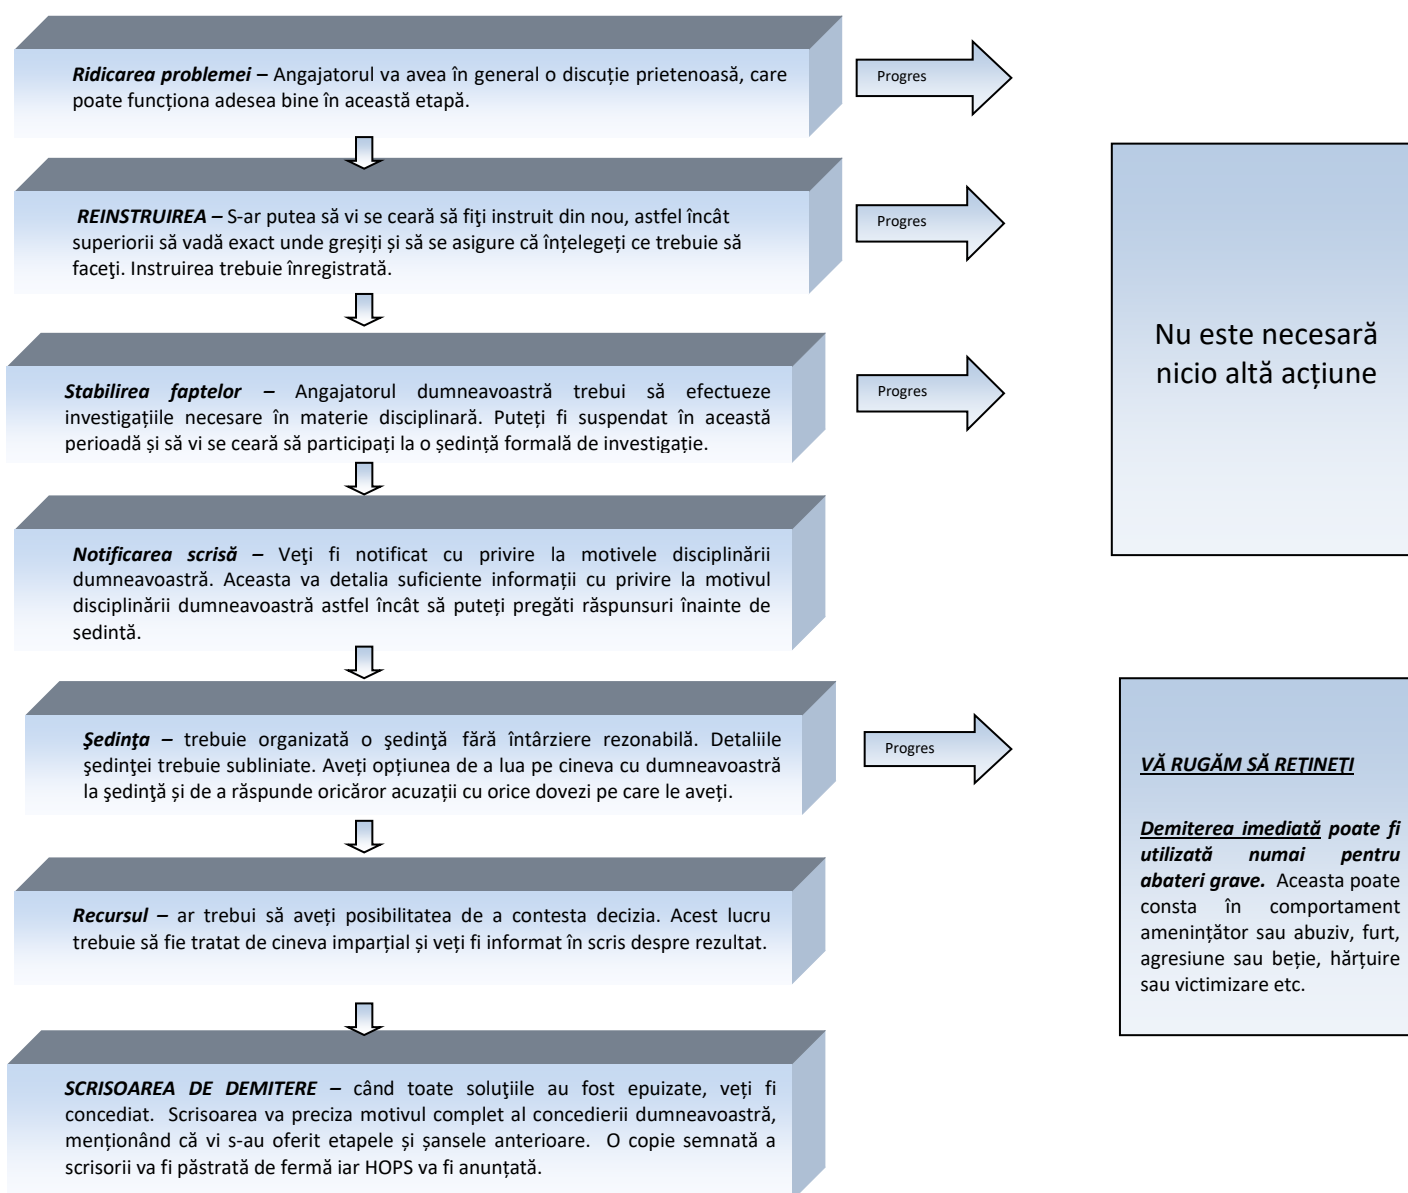 Ridicarea problemei – Angajatorul va avea în general o discuție prietenoasă, care
poate funcționa adesea bine în această etapă.
Progres
REINSTRUIREA – S-ar putea să vi se ceară să fiţi instruit din nou, astfel încât
superiorii să vadă exact unde greșiți și să se asigure că înțelegeți ce trebuie să
faceţi. Instruirea trebuie înregistrată.
Progres
Nu este necesară
nicio altă acțiune
Stabilirea faptelor – Angajatorul dumneavoastră trebui să efectueze
investigațiile necesare în materie disciplinară. Puteți fi suspendat în această
perioadă și să vi se ceară să participați la o ședință formală de investigație.
Progres
Notificarea scrisă – Veţi fi notificat cu privire la motivele disciplinării
dumneavoastră. Aceasta va detalia suficiente informații cu privire la motivul
disciplinării dumneavoastră astfel încât să puteți pregăti răspunsuri înainte de
ședință.
Şedinţa – trebuie organizată o şedinţă fără întârziere rezonabilă. Detaliile
şedinţei trebuie subliniate. Aveți opțiunea de a lua pe cineva cu dumneavoastră
la şedinţă și de a răspunde oricăror acuzații cu orice dovezi pe care le aveți.
Progres
VĂ RUGĂM SĂ REŢINEŢI
Demiterea imediată poate fi
utilizată numai pentru
abateri grave. Aceasta poate
consta în comportament
amenințător sau abuziv, furt,
agresiune sau beție, hărțuire
sau victimizare etc.
Recursul – ar trebui să aveți posibilitatea de a contesta decizia. Acest lucru
trebuie să fie tratat de cineva imparțial și veți fi informat în scris despre rezultat.
SCRISOAREA DE DEMITERE – când toate soluţiile au fost epuizate, veți fi
concediat. Scrisoarea va preciza motivul complet al concedierii dumneavoastră,
menționând că vi s-au oferit etapele și șansele anterioare. O copie semnată a
scrisorii va fi păstrată de fermă iar HOPS va fi anunțată.